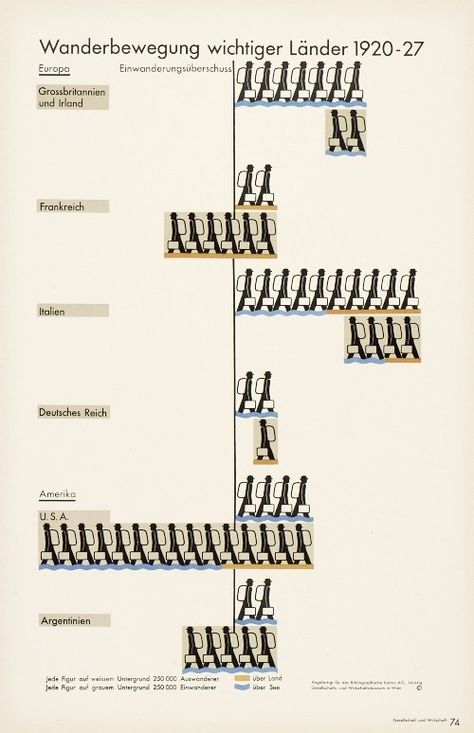 Wanderbewegung wichtiger Länder 1920-27
Europa Einwanderungsüberschuss
Grossbritannien
und Irland
Frankreich
Italien
Deutsches Reich
Amerika
U.S.A.
Argentinien
Jede Figur auf weissem Untergrund 250 000 Auswanderer über Land
Jede Figur auf grauem Untergrund 250 000 Einwanderer über See
Angefertigt für das Bibliographische Institut AG., Leipzig
Gesellschafts- und Wirtschaftsmuseum in Wien ©
Gesellschaft und Wirtschaft 74